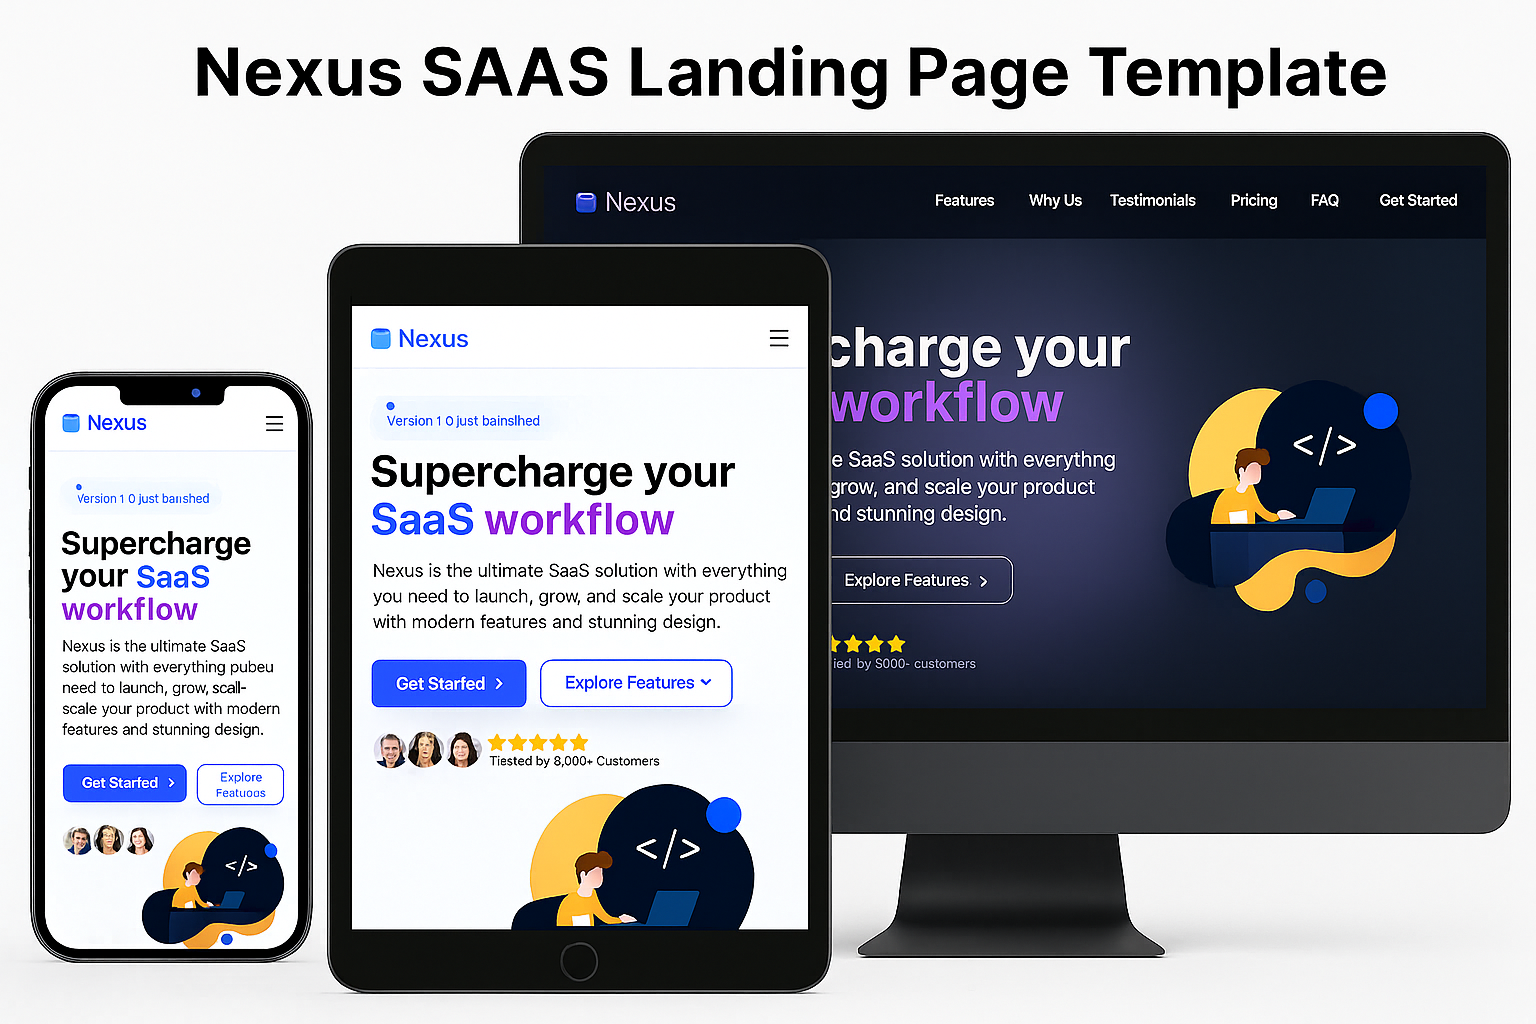 Nexus SAAS Landing Page Template
Nexus
Features Why Us Testimonials Pricing FAQ Get Started
charge your
workflow
e SaaS solution with everythng
grow, and scale your product
nd stunning design.
Explore Features
ied by S000- customers
</>
Nexus
Version 1 0 just bainslhed
Supercharge your
SaaS workflow
Nexus is the ultimate SaaS solution with everything
you need to launch, grow, and scale your product
with modern features and stunning design.
Get Starfed
Explore Features
Tiested by 8,000+ Customers
</>
Nexus
Version 1 0 just banished
Supercharge
your SaaS
workflow
Nexus is the ultimate SaaS
solution with everything pubeu
need to launch, grow, scall-
scale your product with modern
features and stunning design.
Get Starfed
Explore
Featuoos
</>